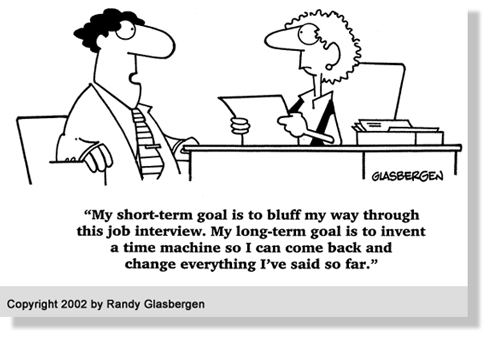 GLASBERGEN
“My short-term goal is to bluff my way through
this job interview. My long-term goal is to invent
a time machine so I can come back and
change everything I’ve said so far.”
Copyright 2002 by Randy Glasbergen